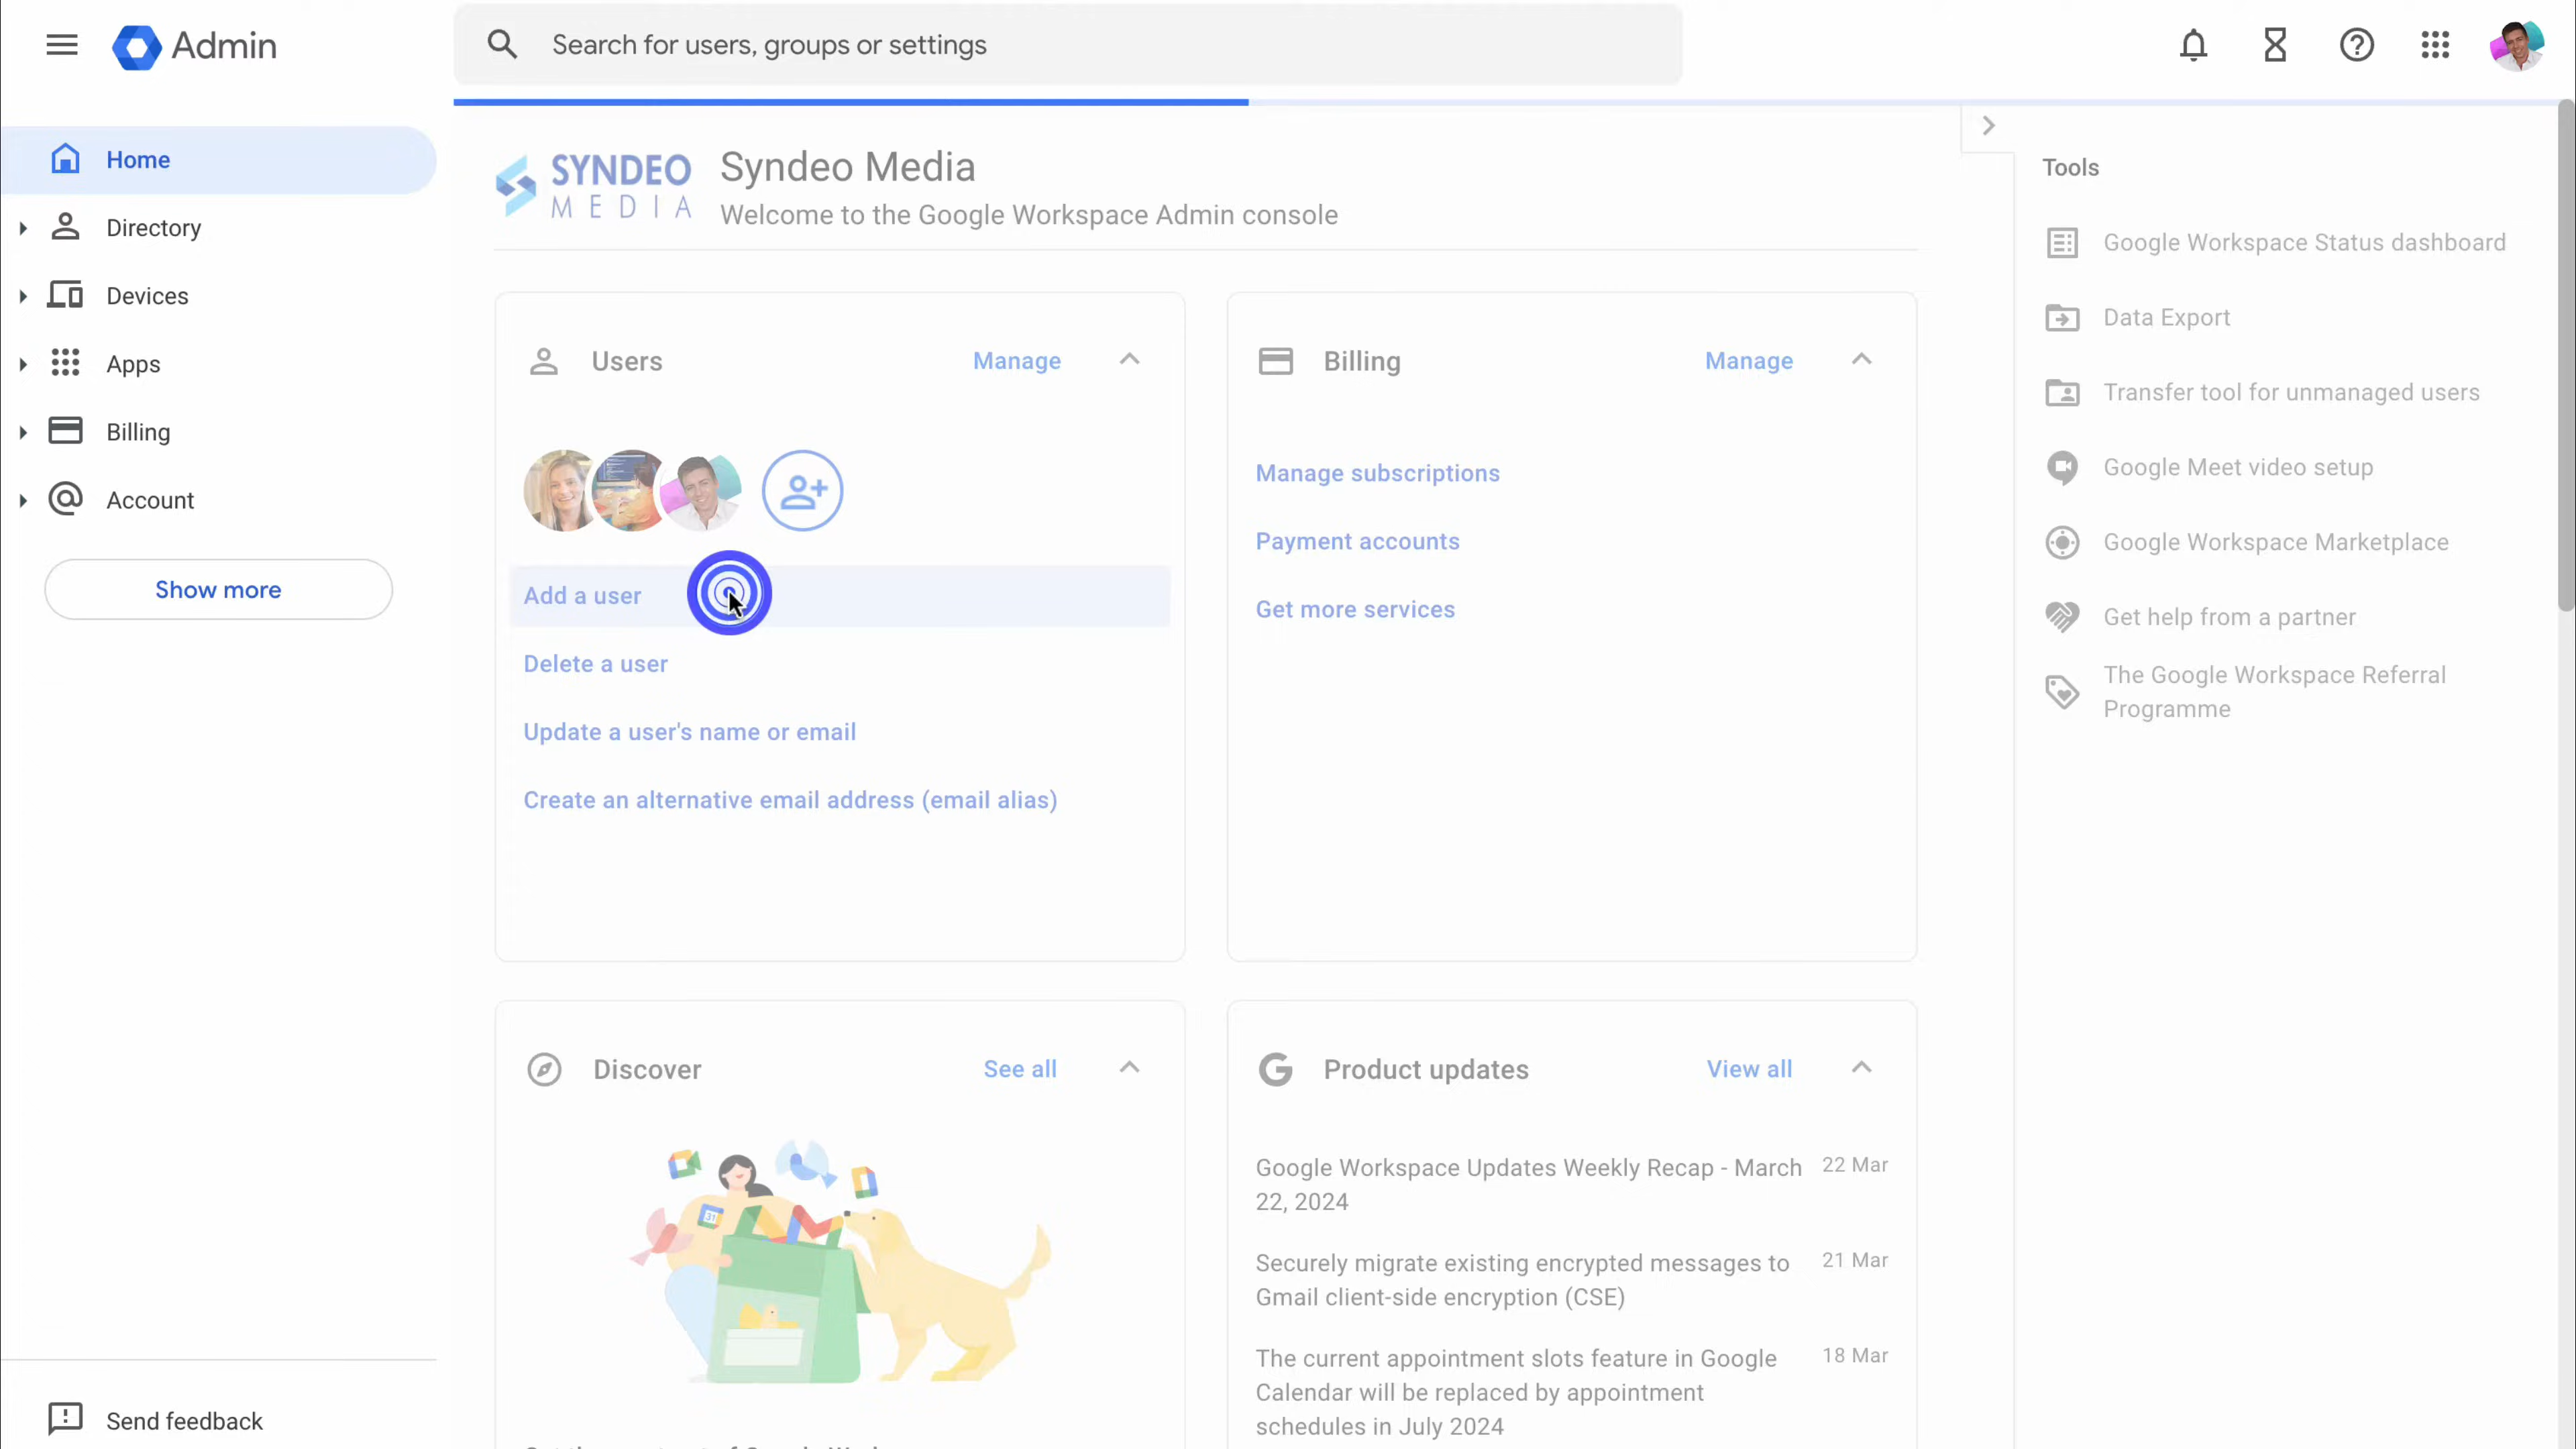 Admin
Search for users, groups or settings
Home
Directory
Devices
Apps
Billing
Account
Show more
Send feedback
SYNDEO
MEDIA
Syndeo Media
Welcome to the Google Workspace Admin console
Users
Manage
Add a user
Delete a user
Update a user's name or email
Create an alternative email address (email alias)
Billing
Manage
Manage subscriptions
Payment accounts
Get more services
Discover
See all
31
Product updates
View all
Google Workspace Updates Weekly Recap - March
22, 2024
22 Mar
Securely migrate existing encrypted messages to
Gmail client-side encryption (CSE)
21 Mar
The current appointment slots feature in Google
Calendar will be replaced by appointment
schedules in July 2024
18 Mar
Tools
Google Workspace Status dashboard
Data Export
Transfer tool for unmanaged users
Google Meet video setup
Google Workspace Marketplace
Get help from a partner
The Google Workspace Referral
Programme